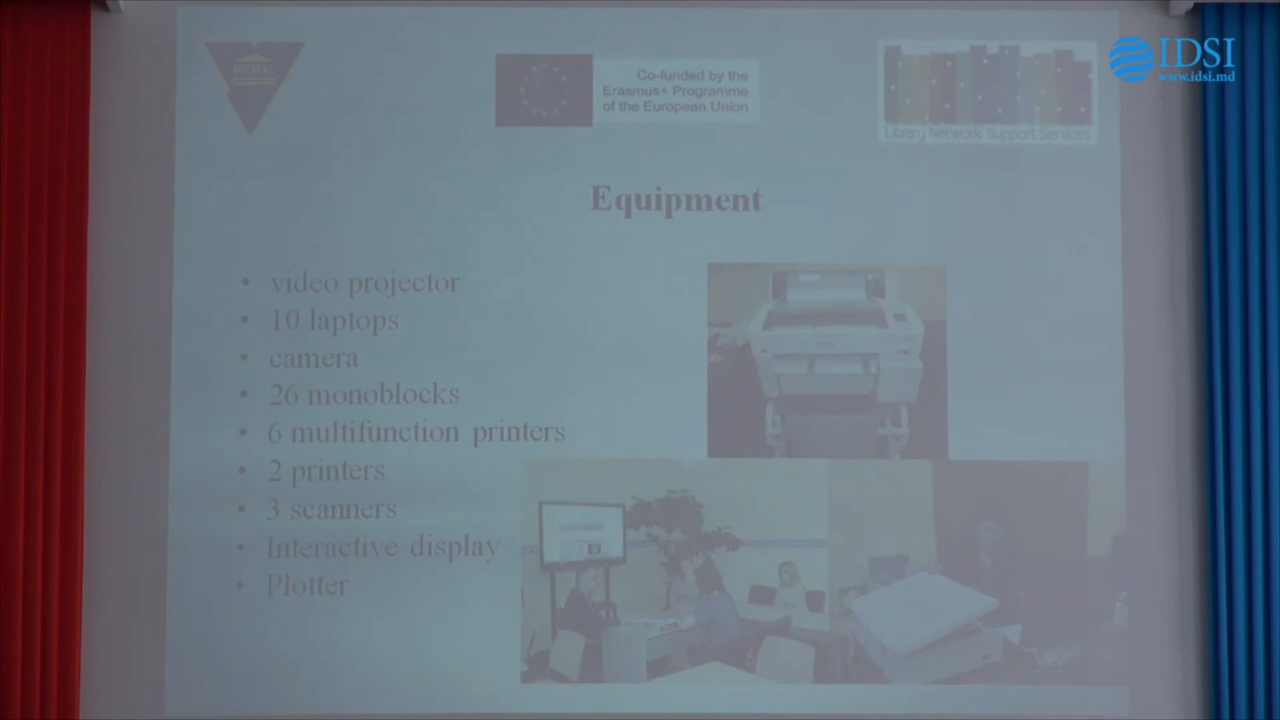 IDSI
www.idsi.md
Co-funded by the
Erasmus+ Programme
of the European Union
Library Network Support Services
Equipment
• video projector
• 10 laptops
• camera
• 26 monoblocks
• 6 multifunction printers
• 2 printers
• 3 scanners
• Interactive display
• Plotter